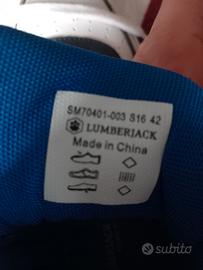 SM70401-003 S16 42
LUMBERJACK
Made in China
subito